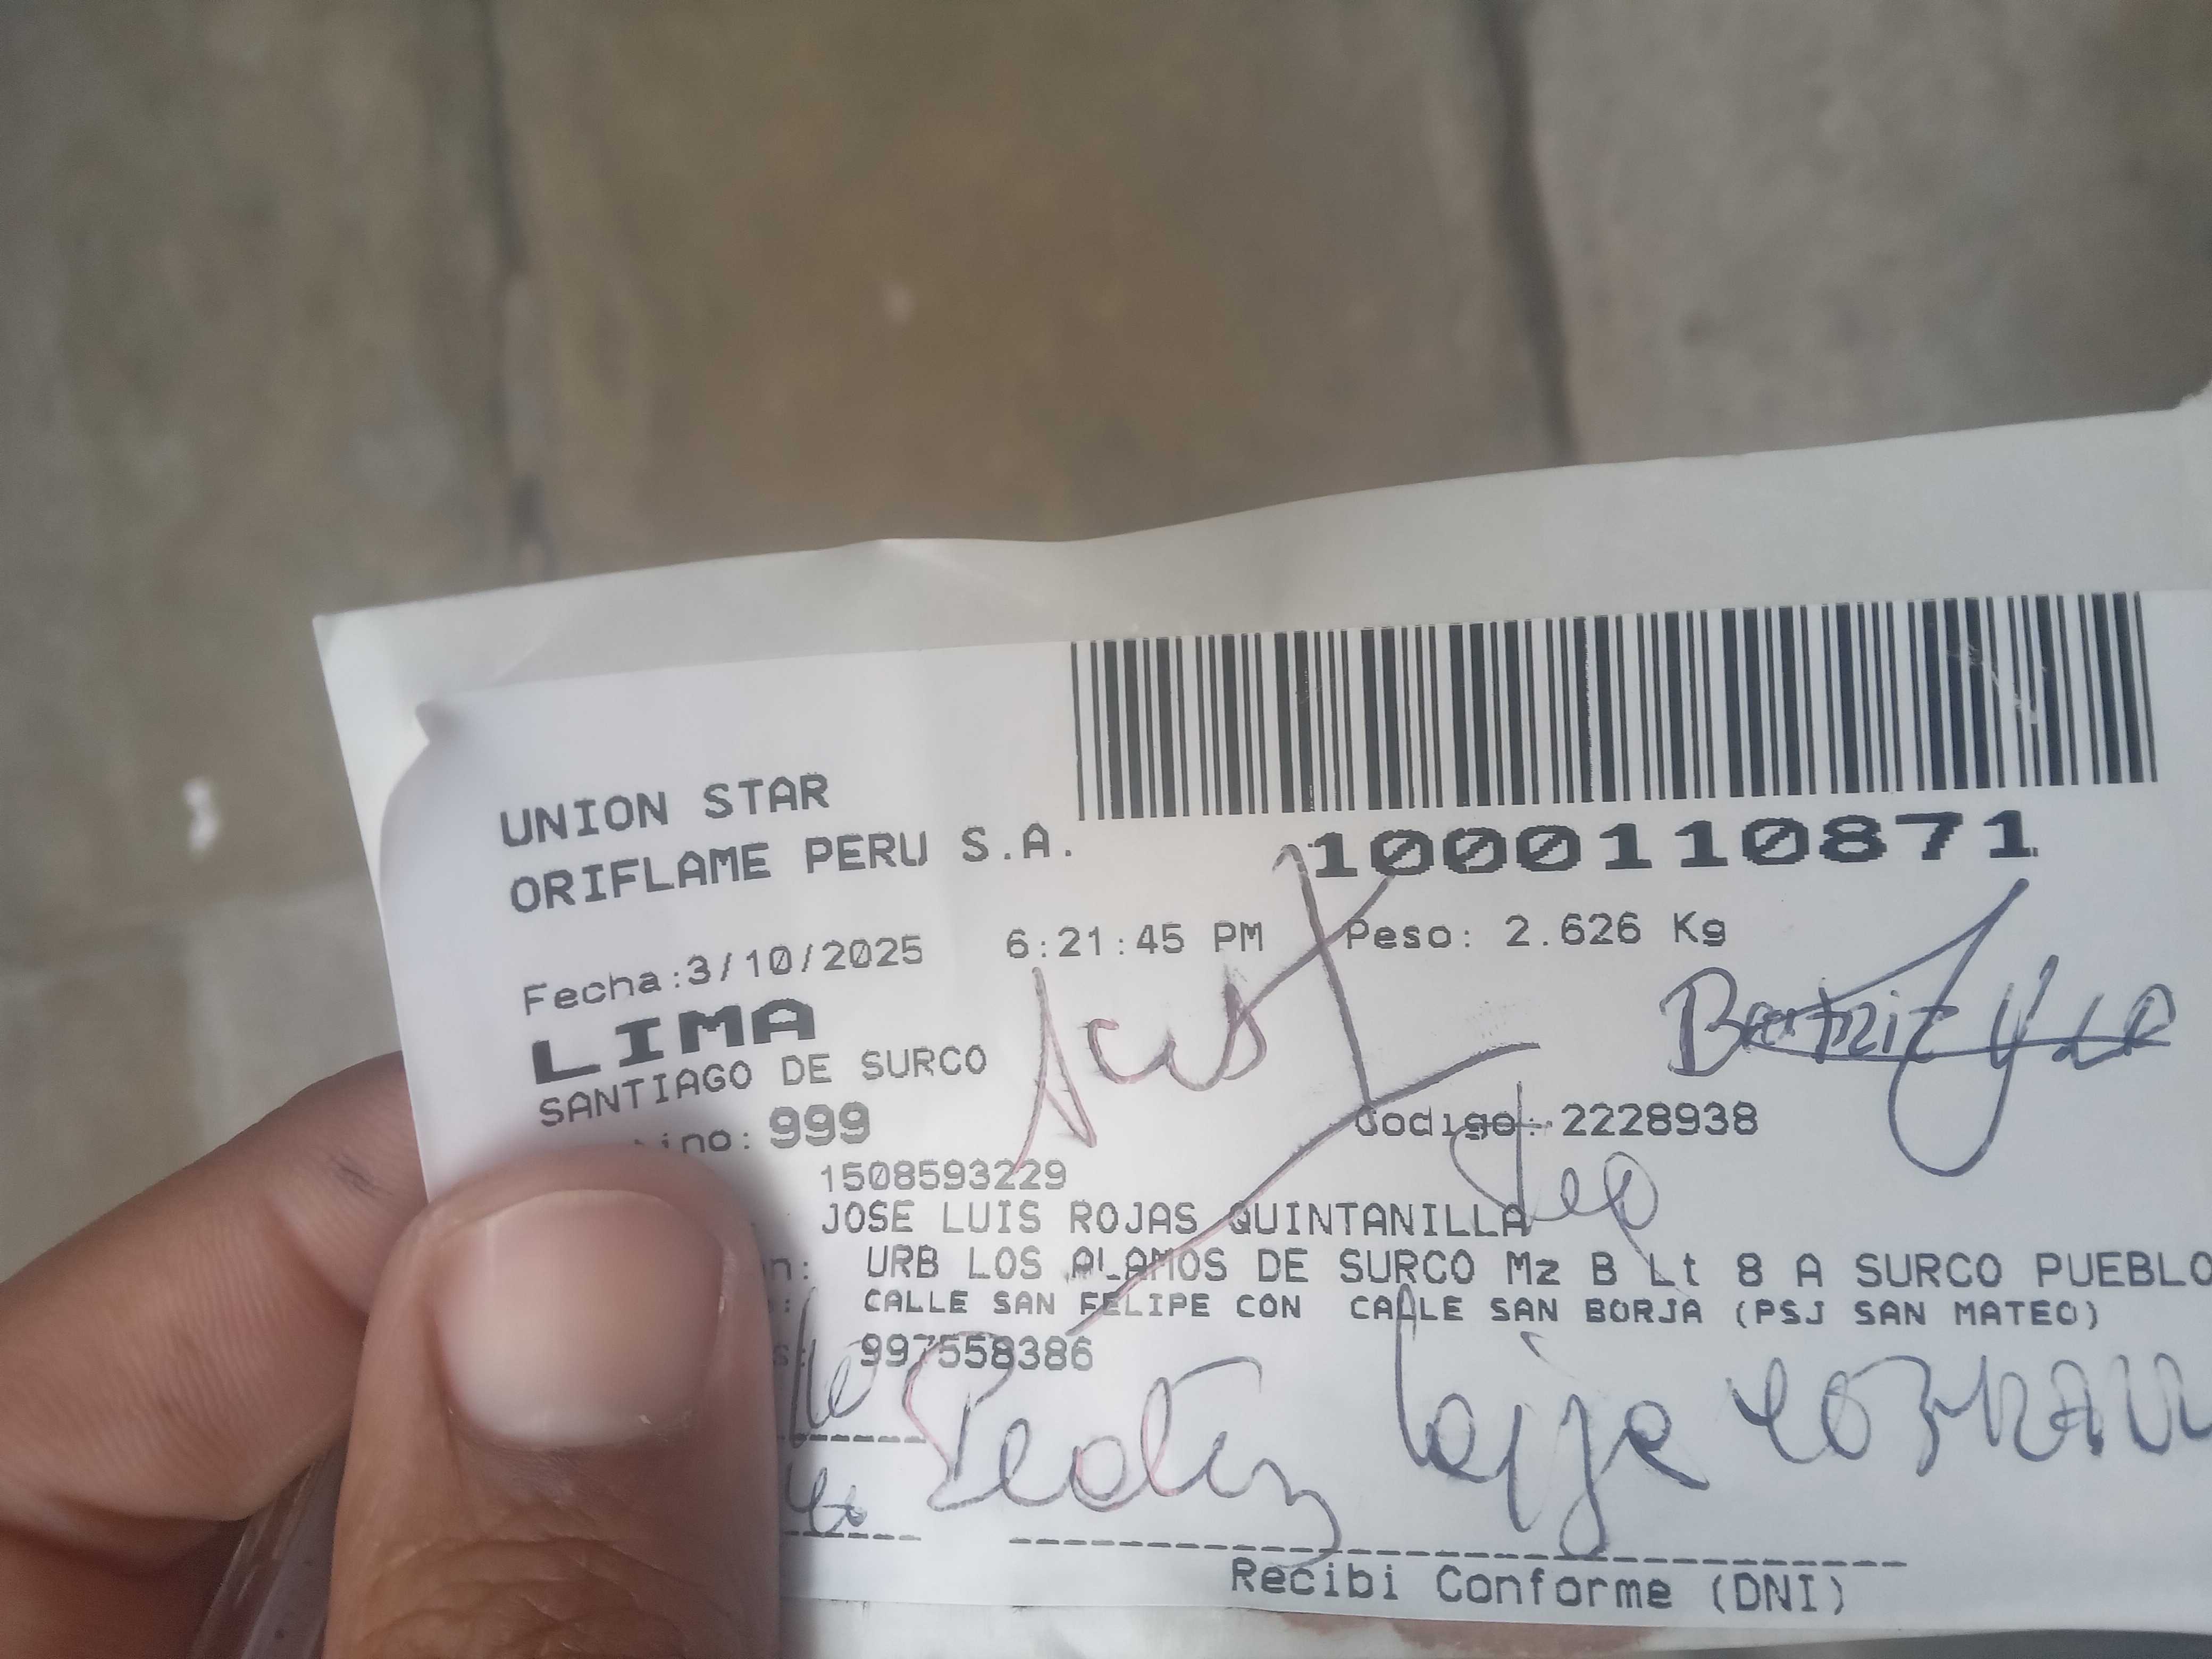 UNION STAR
ORIFLAME PERU S.A.
1000110871
Fecha:3/10/2025 6:21:45 PM Peso: 2.626 Kg
LIMA
SANTIAGO DE SURCO
Beatriz
ino: 999 Codigo: 2228938
1508593229
JOSE LUIS ROJAS QUINTANILLA
n: URB LOS ALAMOS DE SURCO Mz B Lt 8 A SURCO PUEBLO
: CALLE SAN FELIPE CON CALLE SAN BORJA (PSJ SAN MATEO)
s: 997558386
Recibi Conforme (DNI)